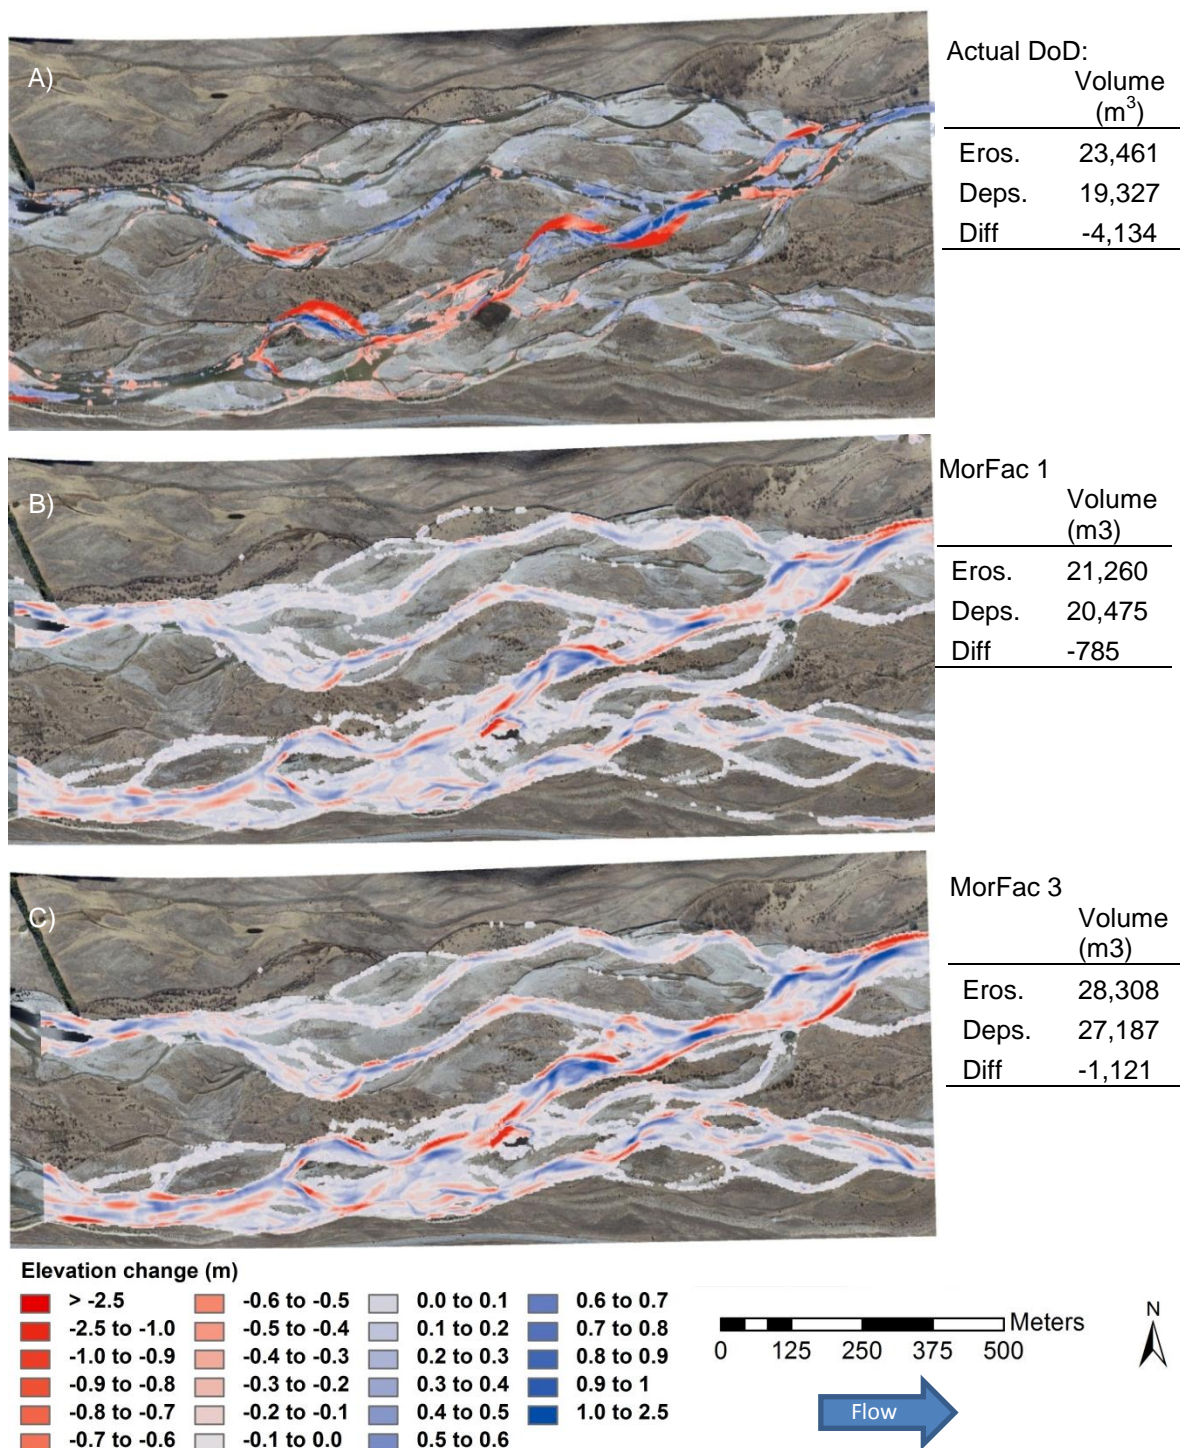 A)
Actual DoD:
Volume
(m3)
Eros. 23,461
Deps. 19,327
Diff -4,134
B)
MorFac 1
Volume
(m3)
Eros. 21,260
Deps. 20,475
Diff -785
C)
MorFac 3
Volume
(m3)
Eros. 28,308
Deps. 27,187
Diff -1,121
Elevation change (m)
> -2.5
-2.5 to -1.0
-1.0 to -0.9
-0.9 to -0.8
-0.8 to -0.7
-0.7 to -0.6
-0.6 to -0.5
-0.5 to -0.4
-0.4 to -0.3
-0.3 to -0.2
-0.2 to -0.1
-0.1 to 0.0
0.0 to 0.1
0.1 to 0.2
0.2 to 0.3
0.3 to 0.4
0.4 to 0.5
0.5 to 0.6
0.6 to 0.7
0.7 to 0.8
0.8 to 0.9
0.9 to 1
1.0 to 2.5
Meters
0 125 250 375 500
N
Flow